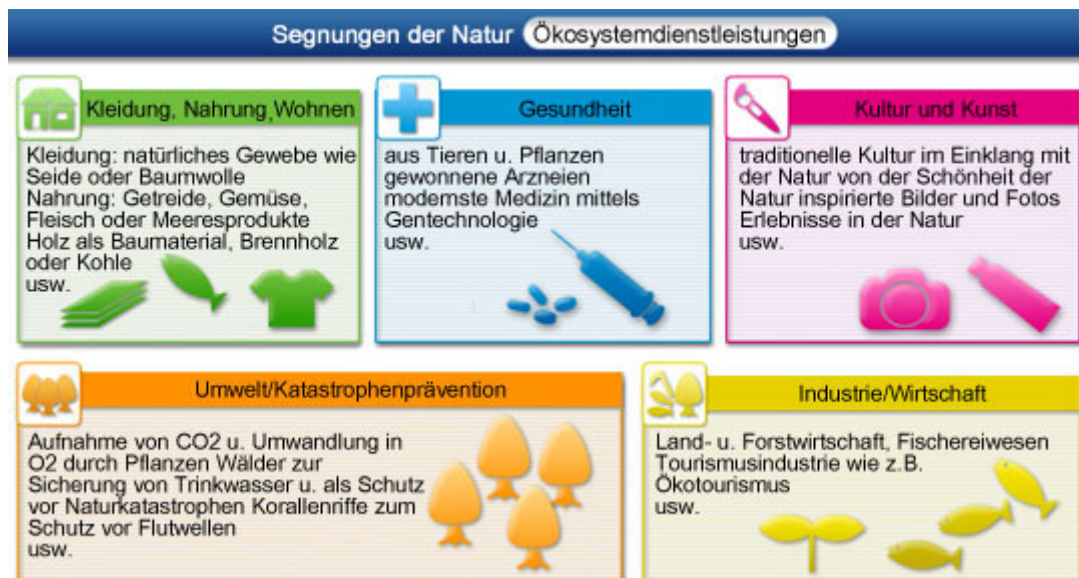 Segnungen der Natur Ökosystemdienstleistungen
Kleidung, Nahrung,Wohnen
Kleidung: natürliches Gewebe wie
Seide oder Baumwolle
Nahrung: Getreide, Gemüse,
Fleisch oder Meeresprodukte
Holz als Baumaterial, Brennholz
oder Kohle
usw.
Gesundheit
aus Tieren u. Pflanzen
gewonnene Arzneien
modernste Medizin mittels
Gentechnologie
usw.
Kultur und Kunst
traditionelle Kultur im Einklang mit
der Natur von der Schönheit der
Natur inspirierte Bilder und Fotos
Erlebnisse in der Natur
usw.
Umwelt/Katastrophenprävention
Aufnahme von CO2 u. Umwandlung in
O2 durch Pflanzen Wälder zur
Sicherung von Trinkwasser u. als Schutz
vor Naturkatastrophen Korallenriffe zum
Schutz vor Flutwellen
usw.
Industrie/Wirtschaft
Land- u. Forstwirtschaft, Fischereiwesen
Tourismusindustrie wie z.B.
Ökotourismus
usw.